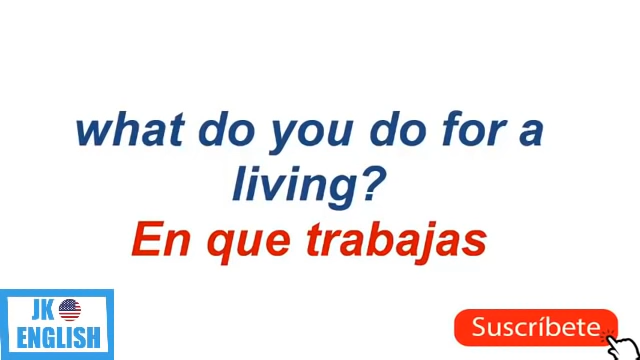 what do you do for a
living?
En que trabajas
JK
ENGLISH
Suscríbete